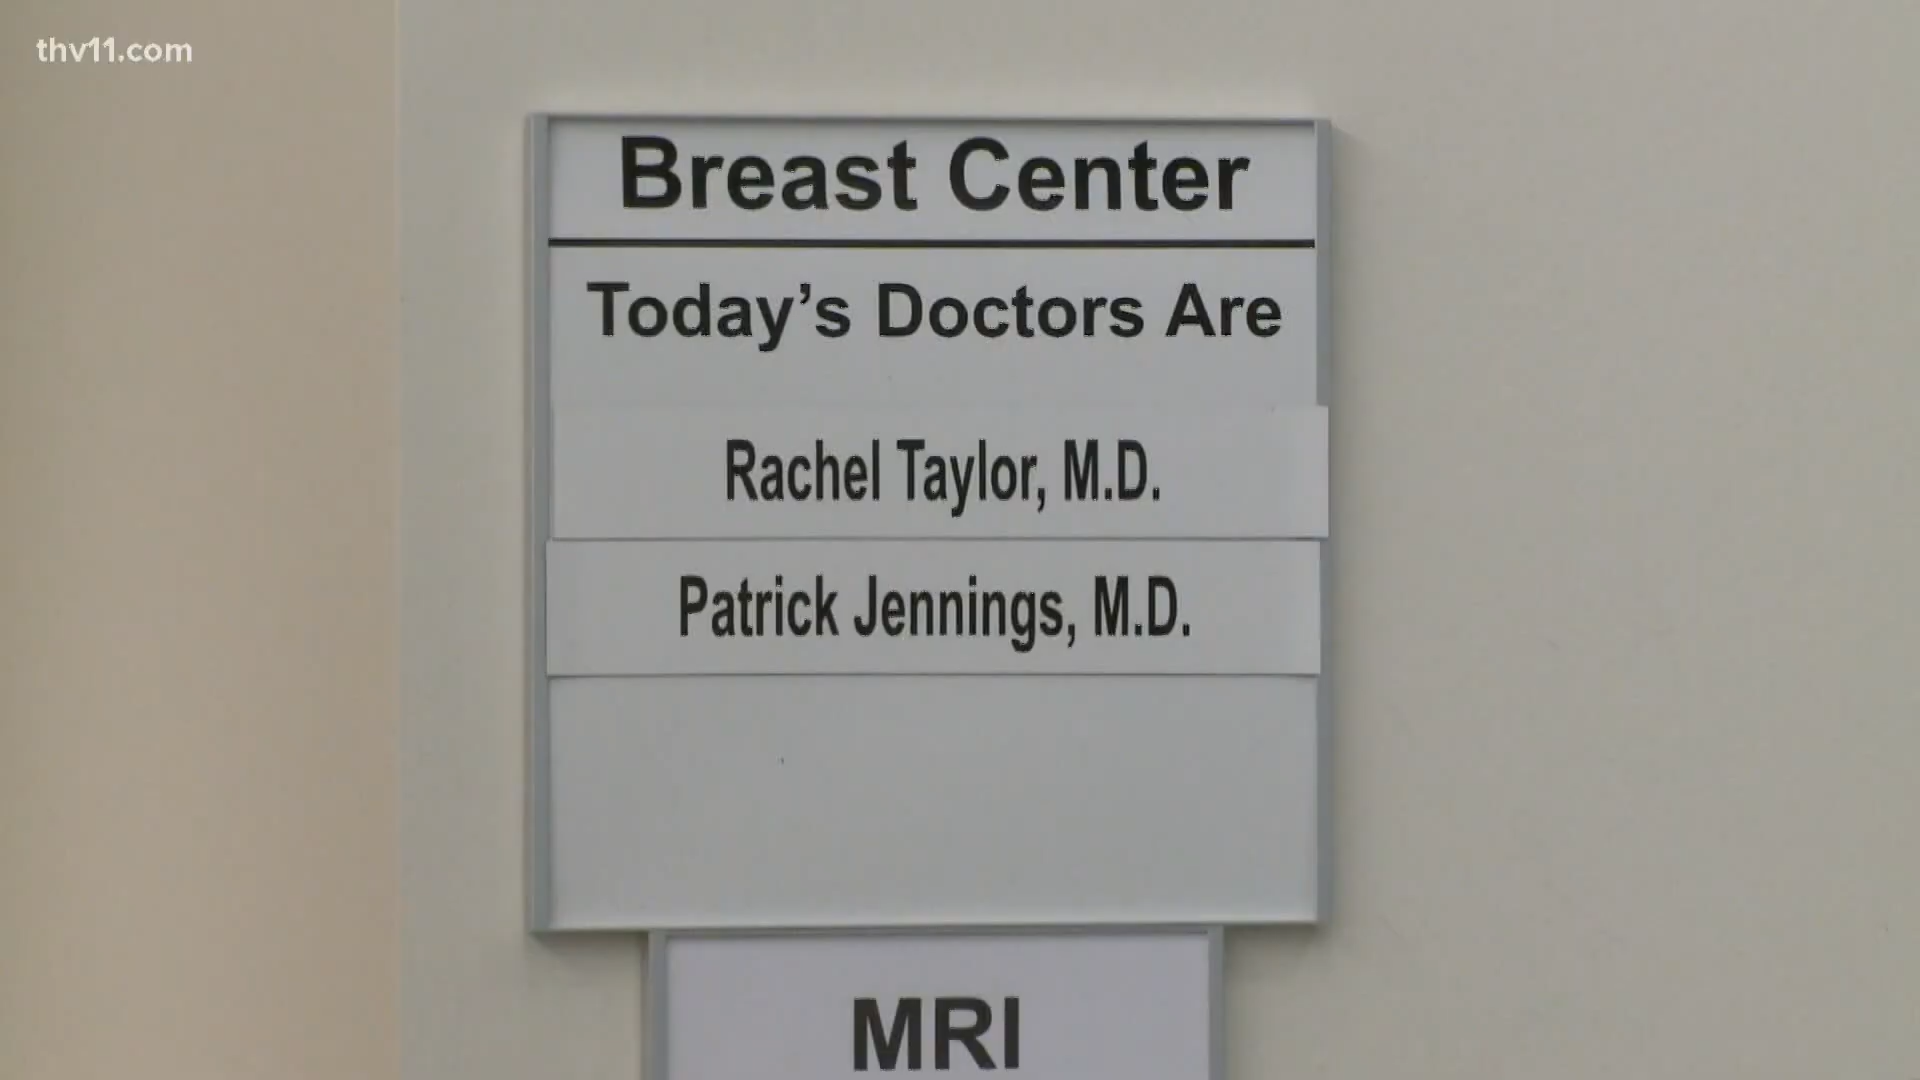 thv11.com
Breast Center
Today's Doctors Are
Rachel Taylor, M.D.
Patrick Jennings, M.D.
MRI